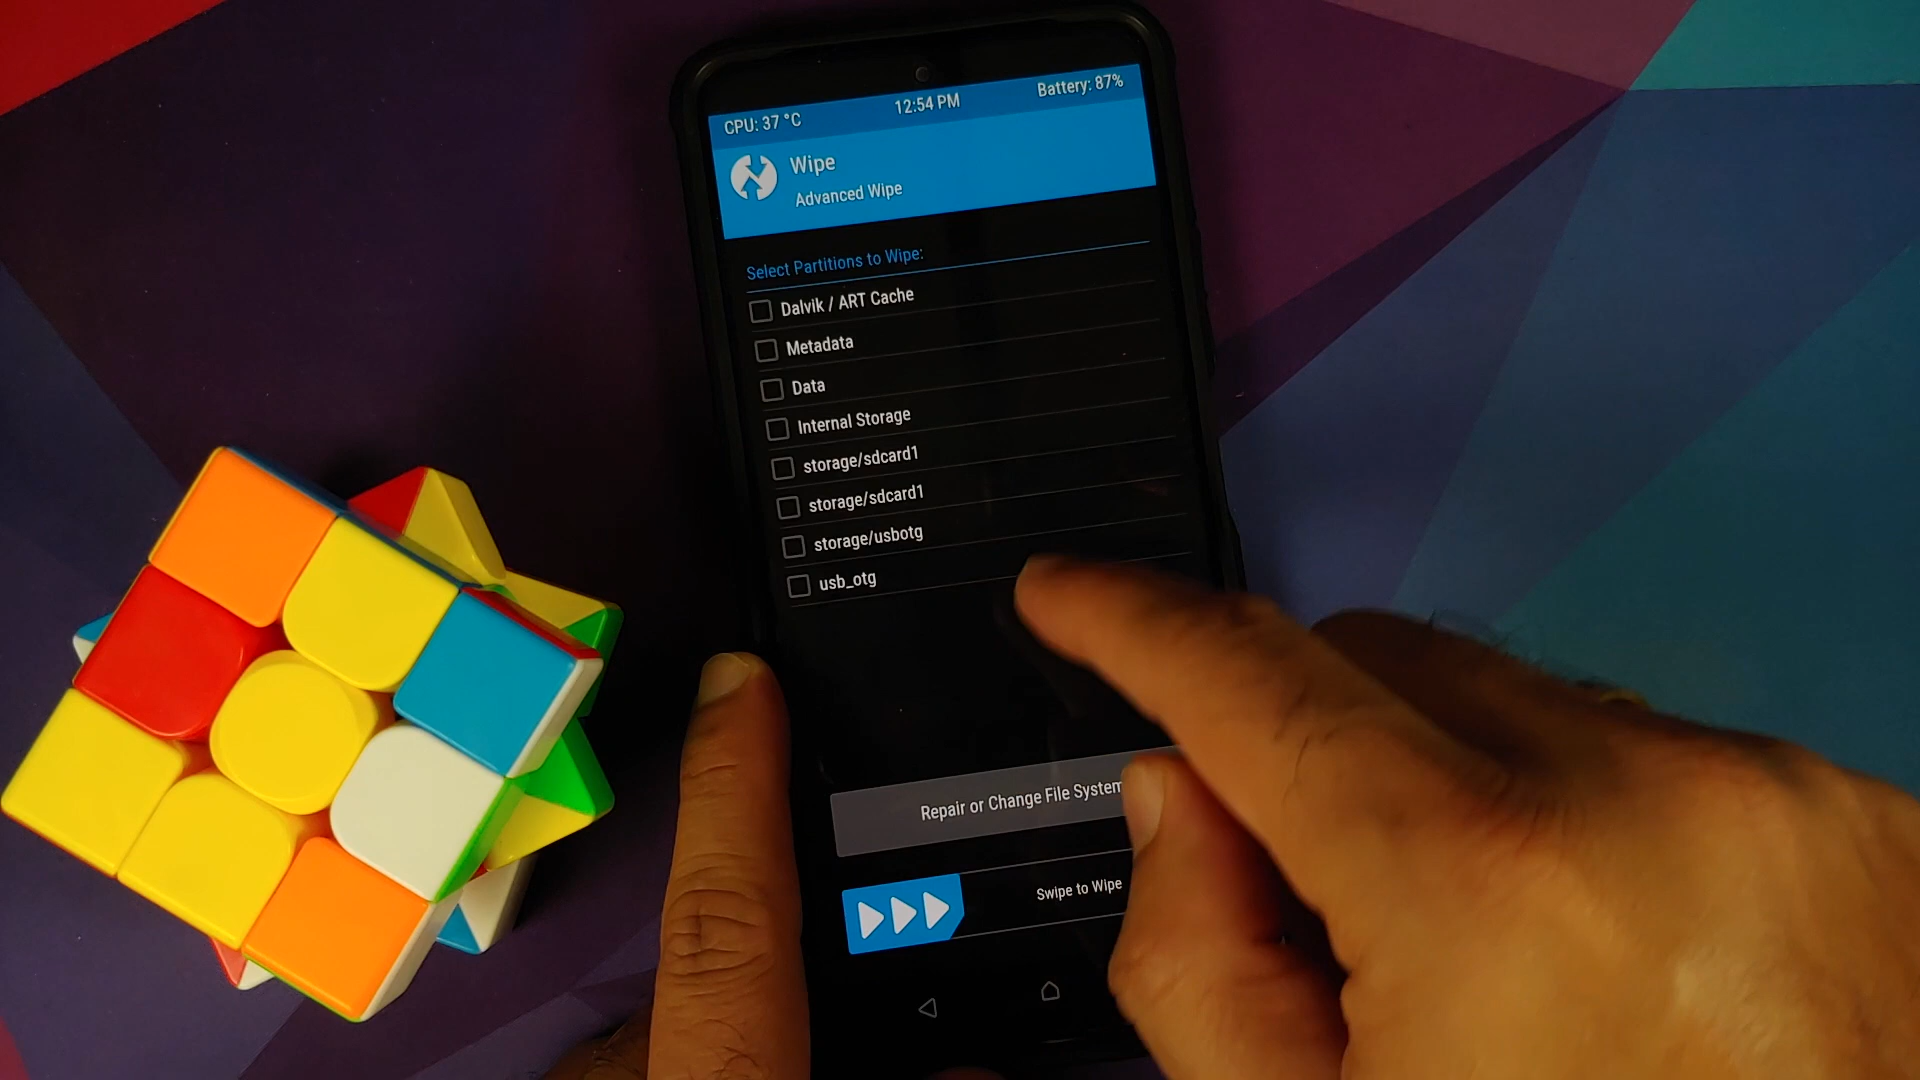 CPU: 37 °C 12:54 PM Battery: 87%
Wipe
Advanced Wipe
Select Partitions to Wipe:
Dalvik / ART Cache
Metadata
Data
Internal Storage
storage/sdcard1
storage/sdcard1
storage/usbotg
usb_otg
Repair or Change File System
Swipe to Wipe